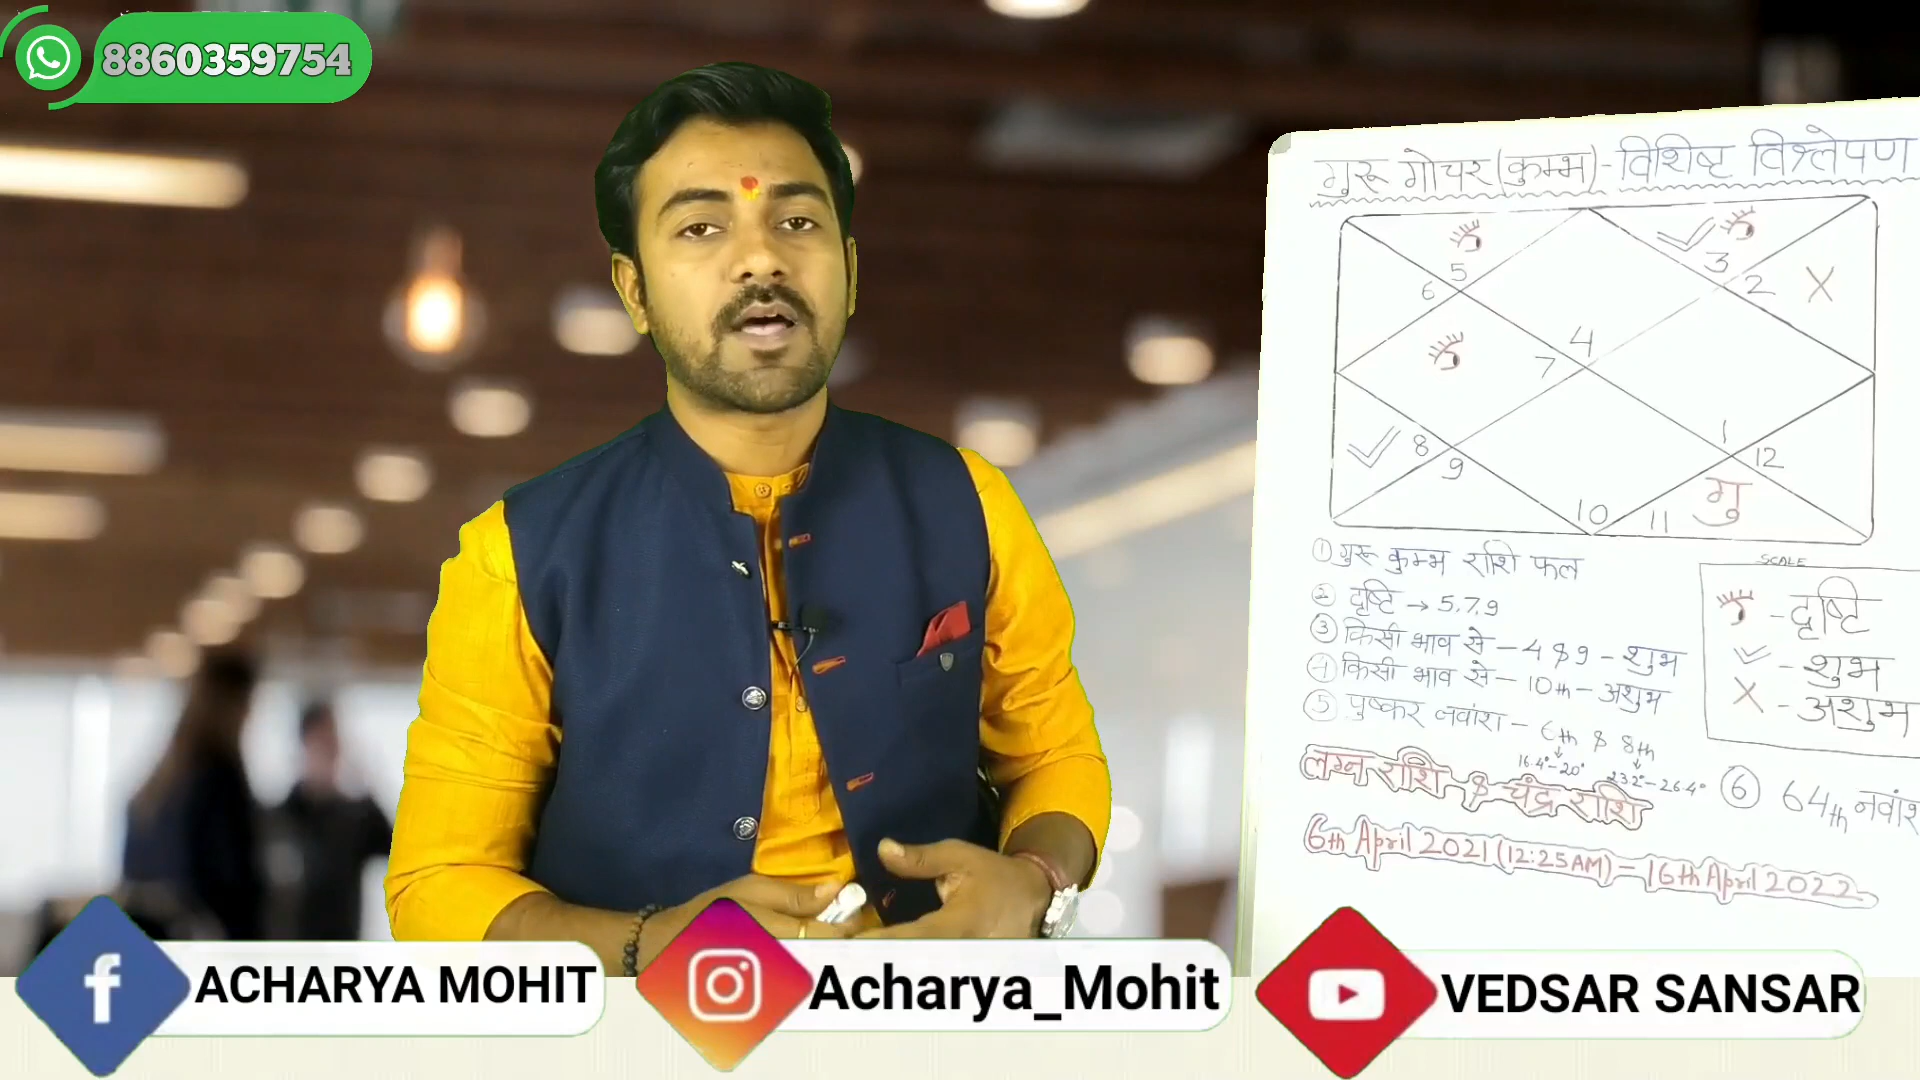 8860359754
गुरू गोचर (कुम्भ) - विशिष्ट विश्लेषण
5
6
3
2
X
4
7
8
9
1
12
गु
10
11
① गुरू कुम्भ राशि फल
② दृष्टि → 5,7,9
③ किसी भाव से - 4 & 9 - शुभ
④ किसी भाव से - 10th - अशुभ
⑤ पुष्कर नवांश - 6th & 8th
16.4°-20° 23.2°-26.4°
SCALE
- दृष्टि
- शुभ
X - अशुभ
⑥ 64th नवांश
लग्न राशि & चंद्र राशि
6th April 2021 (12:25AM) - 16th April 2022
ACHARYA MOHIT
Acharya_Mohit
VEDSAR SANSAR